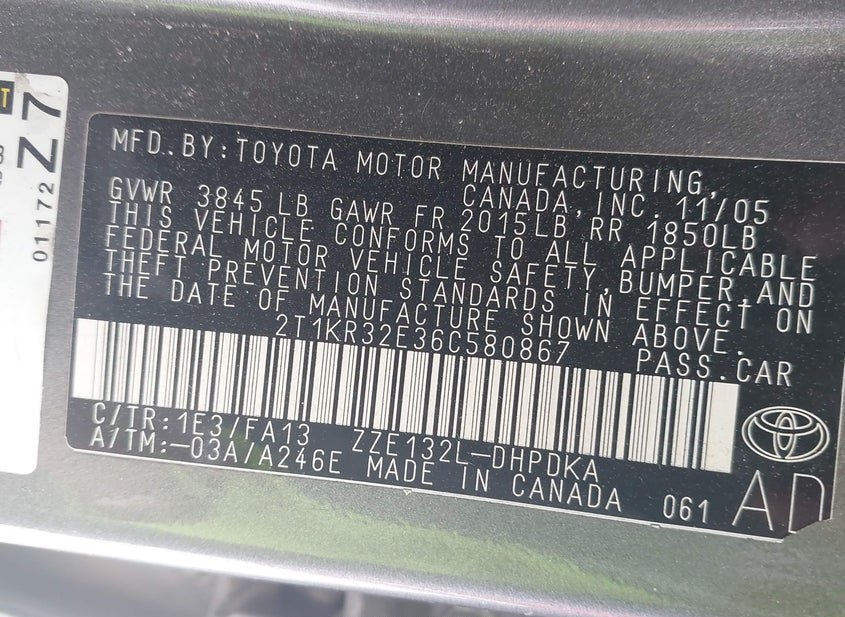 T
Z7
01172
MFD.BY:TOYOTA MOTOR MANUFACTURING,
CANADA, INC. 11/05
GVWR 3845 LB GAWR FR 2015LB RR 1850LB
THIS VEHICLE CONFORMS TO ALL APPLICABLE
FEDERAL MOTOR VEHICLE SAFETY,BUMPER,AND
THEFT PREVENTION STANDARDS IN EFFECT ON
THE DATE OF MANUFACTURE SHOWN ABOVE.
2T1KR32E36C580867
PASS.CAR
C/TR:1E3/FA13
ZZE132L-DHPDKA
A/TM:-03A/A246E
MADE IN CANADA
061
AD